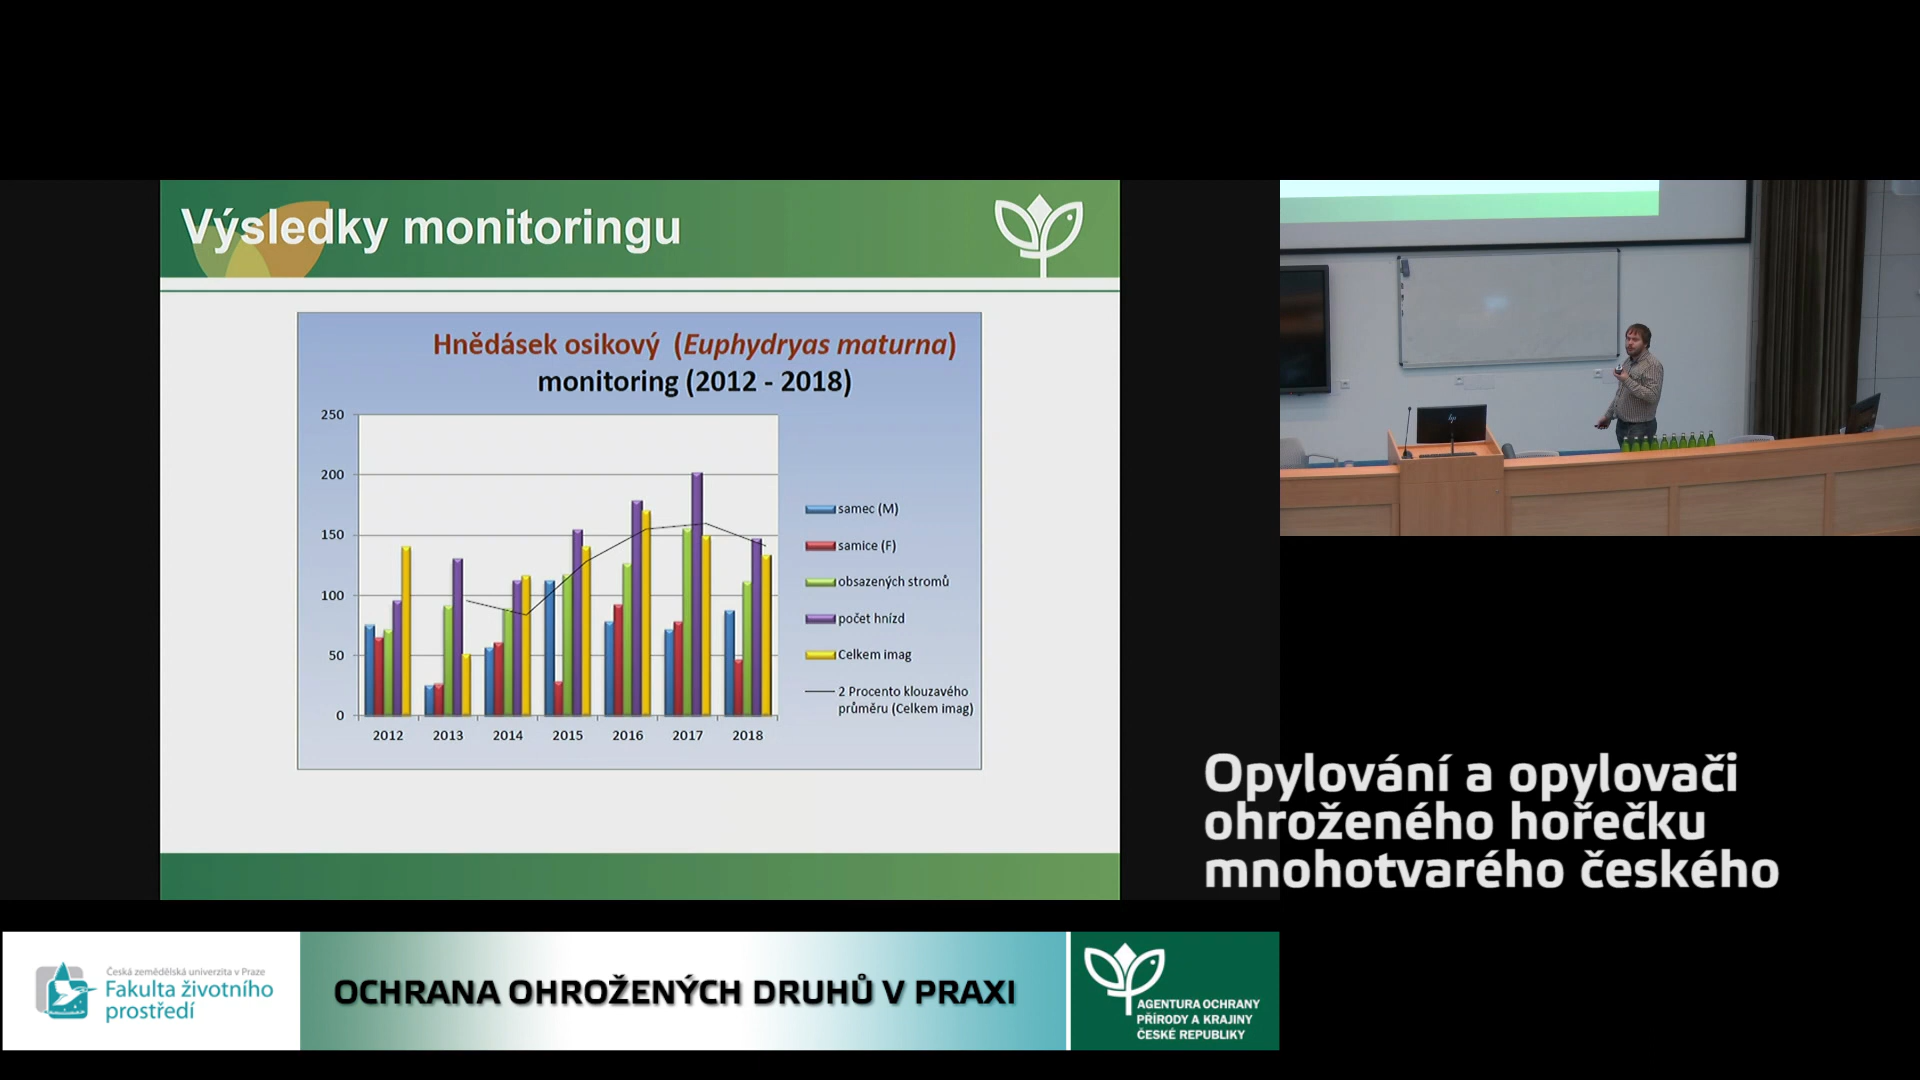 Výsledky monitoringu
Hnědásek osikový (Euphydryas maturna)
monitoring (2012 - 2018)
250
200
150
100
50
0
2012 2013 2014 2015 2016 2017 2018
samec (M)
samice (F)
obsazených stromů
počet hnízd
Celkem imag
2 Procento klouzavého
průměru (Celkem imag)
Opylování a opylovači
ohroženého hořečku
mnohotvarého českého
Česká zemědělská univerzita v Praze
Fakulta životního
prostředí
OCHRANA OHROŽENÝCH DRUHŮ V PRAXI
AGENTURA OCHRANY
PŘÍRODY A KRAJINY
ČESKÉ REPUBLIKY
hp